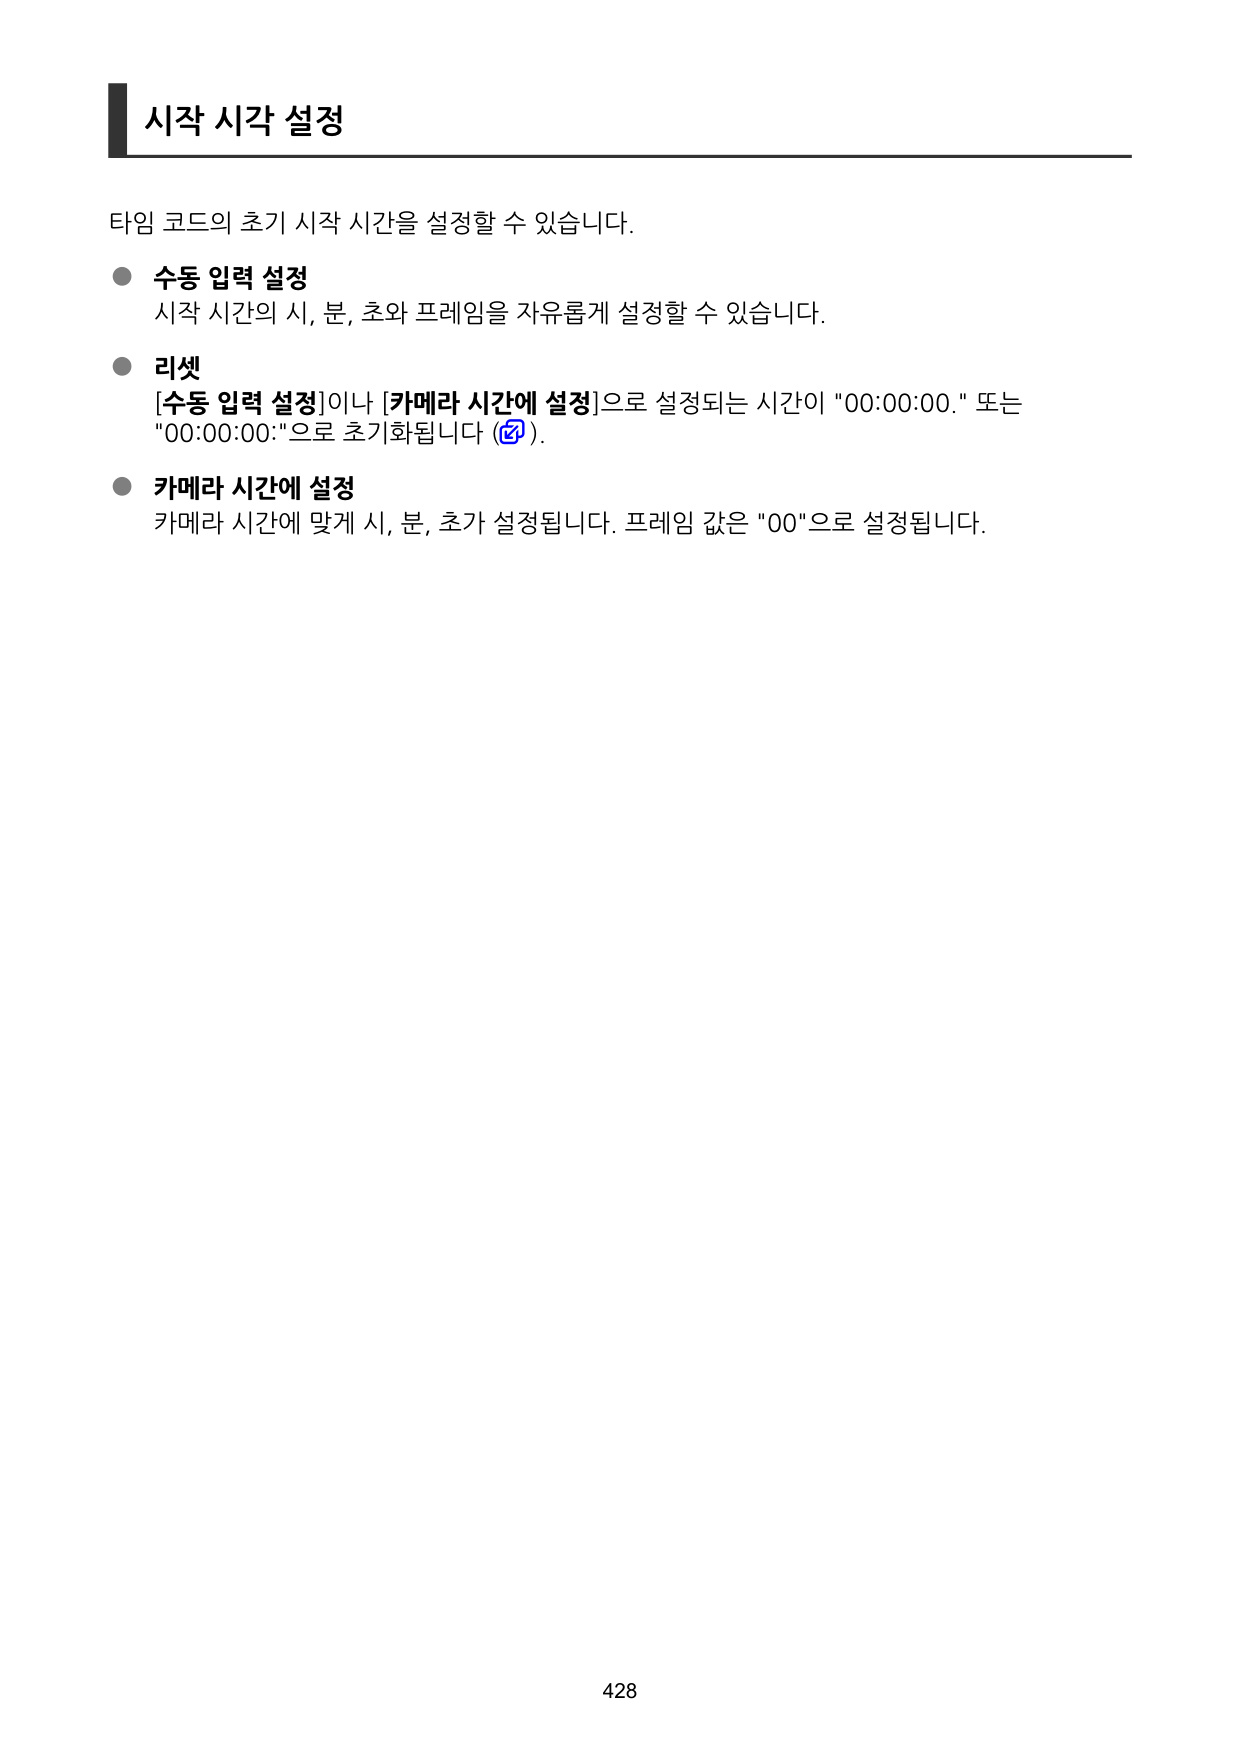 시작 시각 설정
타임 코드의 초기 시작 시간을 설정할 수 있습니다.
● 수동 입력 설정
시작 시간의 시, 분, 초와 프레임을 자유롭게 설정할 수 있습니다.
● 리셋
[수동 입력 설정]이나 [카메라 시간에 설정]으로 설정되는 시간이 "00:00:00." 또는
"00:00:00:"으로 초기화됩니다 ( ).
● 카메라 시간에 설정
카메라 시간에 맞게 시, 분, 초가 설정됩니다. 프레임 값은 "00"으로 설정됩니다.
428